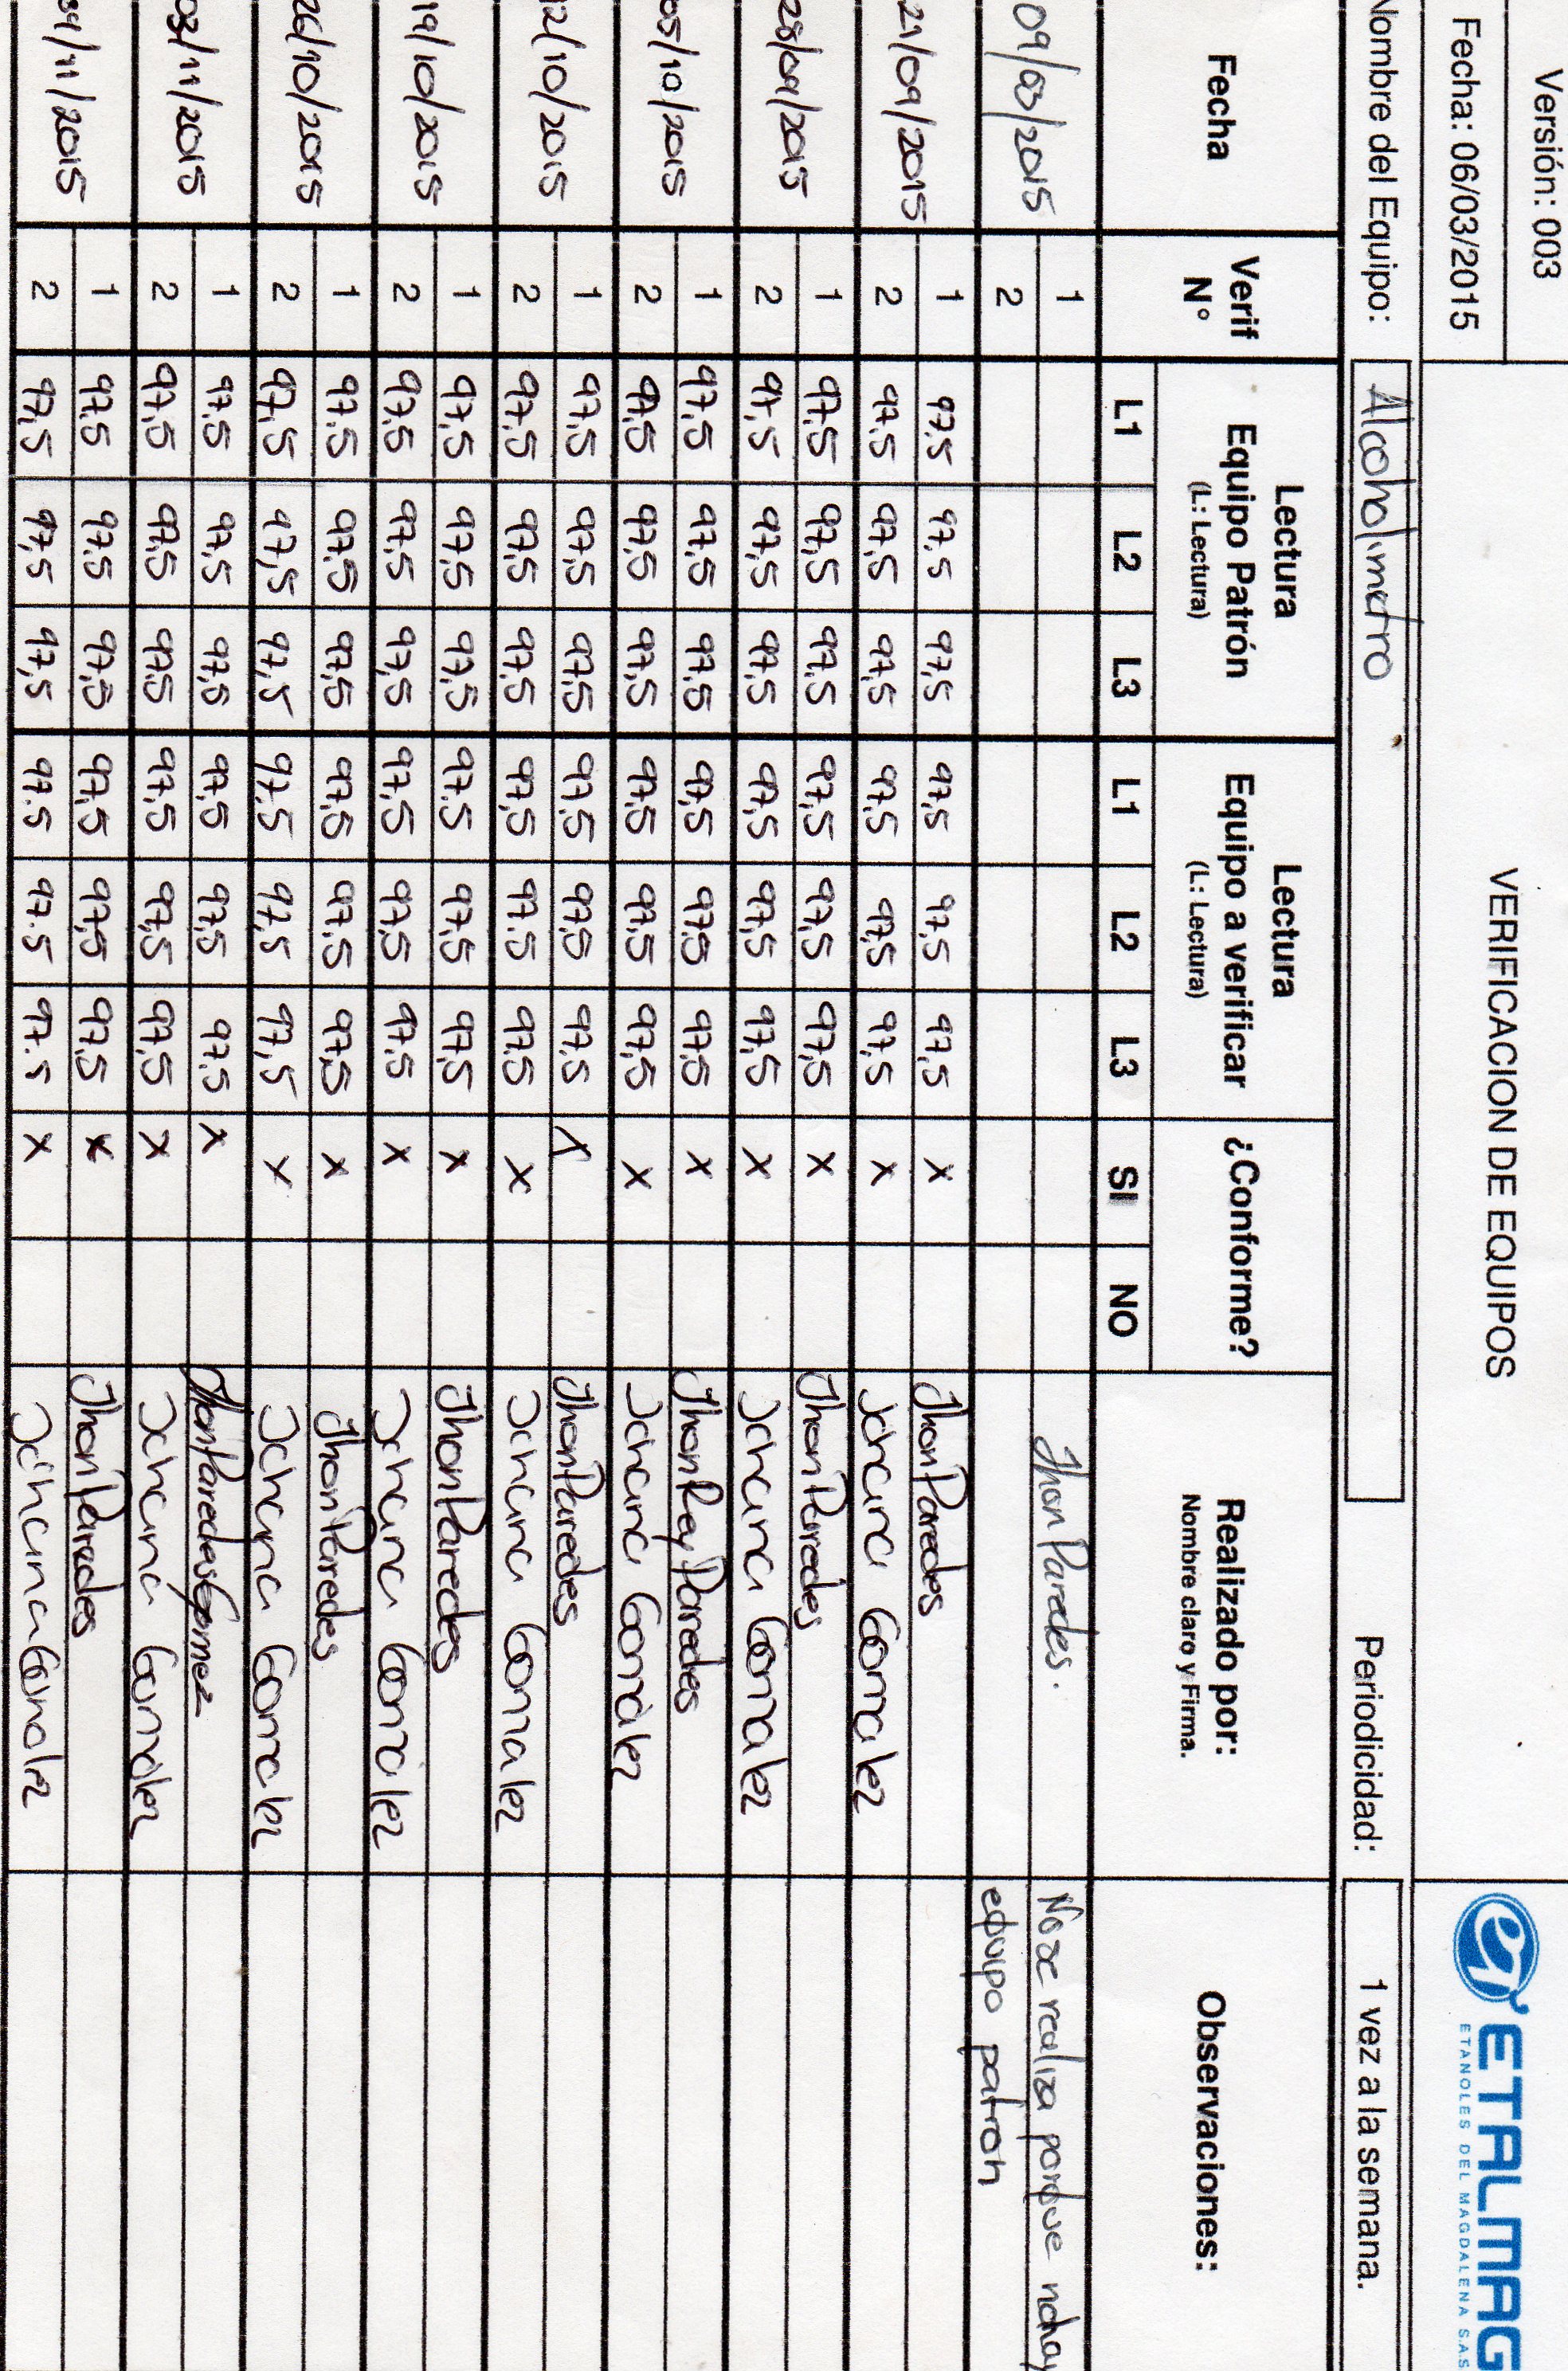 Versión: 003
Fecha: 06/03/2015
VERIFICACION DE EQUIPOS
ETALMAG
ETANOLES DEL MAGDALENA S.A.S
Nombre del Equipo: Alcoholimetro Periodicidad: 1 vez a la semana.
Fecha Verif N° Lectura Equipo Patrón (L: Lectura) Lectura Equipo a verificar (L: Lectura) ¿Conforme? Realizado por: Nombre claro y Firma. Observaciones:
L1 L2 L3 L1 L2 L3 SI NO
09/03/2015 1 Jhon Paredes. No se realiza porque nohay
2 equipo patron
21/09/2015 1 97,5 97,5 97,5 97,5 97,5 97,5 x Jhon Paredes
2 97,5 97,5 97,5 97,5 97,5 97,5 x Johana Gonzalez
28/09/2015 1 97,5 97,5 97,5 97,5 97,5 97,5 x Jhon Paredes
2 97,5 97,5 97,5 97,5 97,5 97,5 x Johana Gonzalez
05/10/2015 1 97,5 97,5 97,5 97,5 97,5 97,5 x Jhon Rey Paredes
2 97,5 97,5 97,5 97,5 97,5 97,5 x Johana González
12/10/2015 1 97,5 97,5 97,5 97,5 97,5 97,5 x Jhon Paredes
2 97,5 97,5 97,5 97,5 97.5 97,5 x Johana Gonzalez
19/10/2015 1 97,5 97,5 97,5 97.5 97,5 97,5 x Jhon Paredes
2 97,5 97,5 97,5 97,5 97,5 97,5 x Johana González
26/10/2015 1 97,5 97,5 97,5 97,5 97,5 97,5 x Jhon Paredes
2 97,5 97,5 97,5 97.5 97,5 97,5 x Johana Gonzalez
03/11/2015 1 97,5 97,5 97,5 97,5 97,5 97,5 x Jhon Paredes Gomez
2 97,5 97,5 97,5 97,5 97,5 97,5 x Johana González
/11/2015 1 97,5 97,5 97,5 97,5 97,5 97,5 x Jhon Paredes
2 97,5 97,5 97,5 97.5 97.5 97.5 x Johana Gonalez